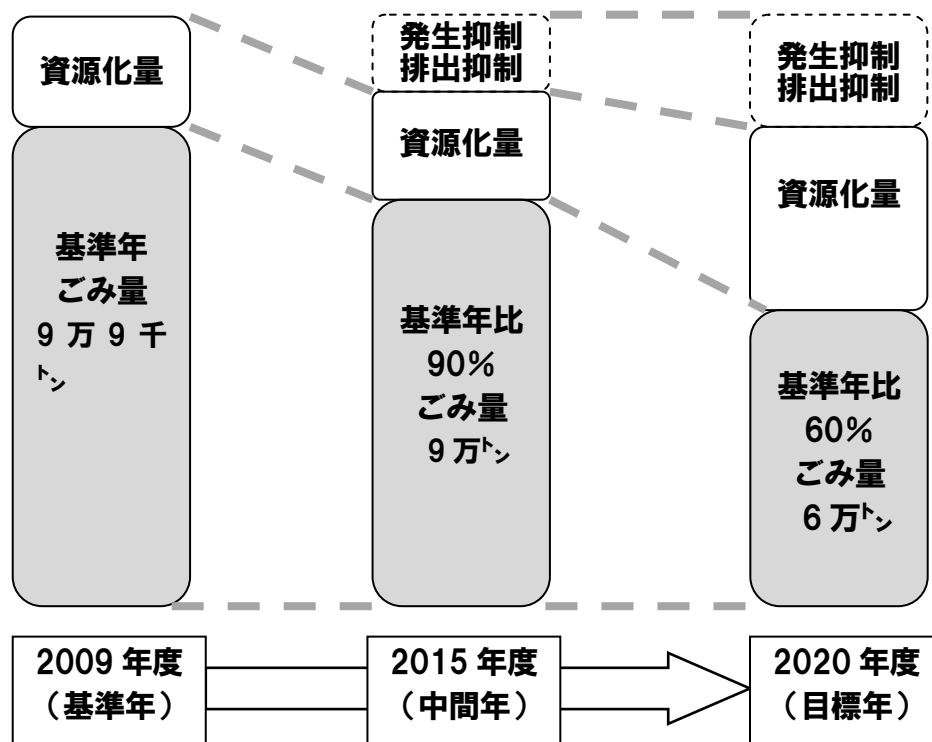 資源化量
基準年
ごみ量
9 万 9 千
㌧
発生抑制
排出抑制
資源化量
基準年比
90%
ごみ量
9 万㌧
発生抑制
排出抑制
資源化量
基準年比
60%
ごみ量
6 万㌧
2009 年度
（基準年）
2015 年度
（中間年）
2020 年度
（目標年）